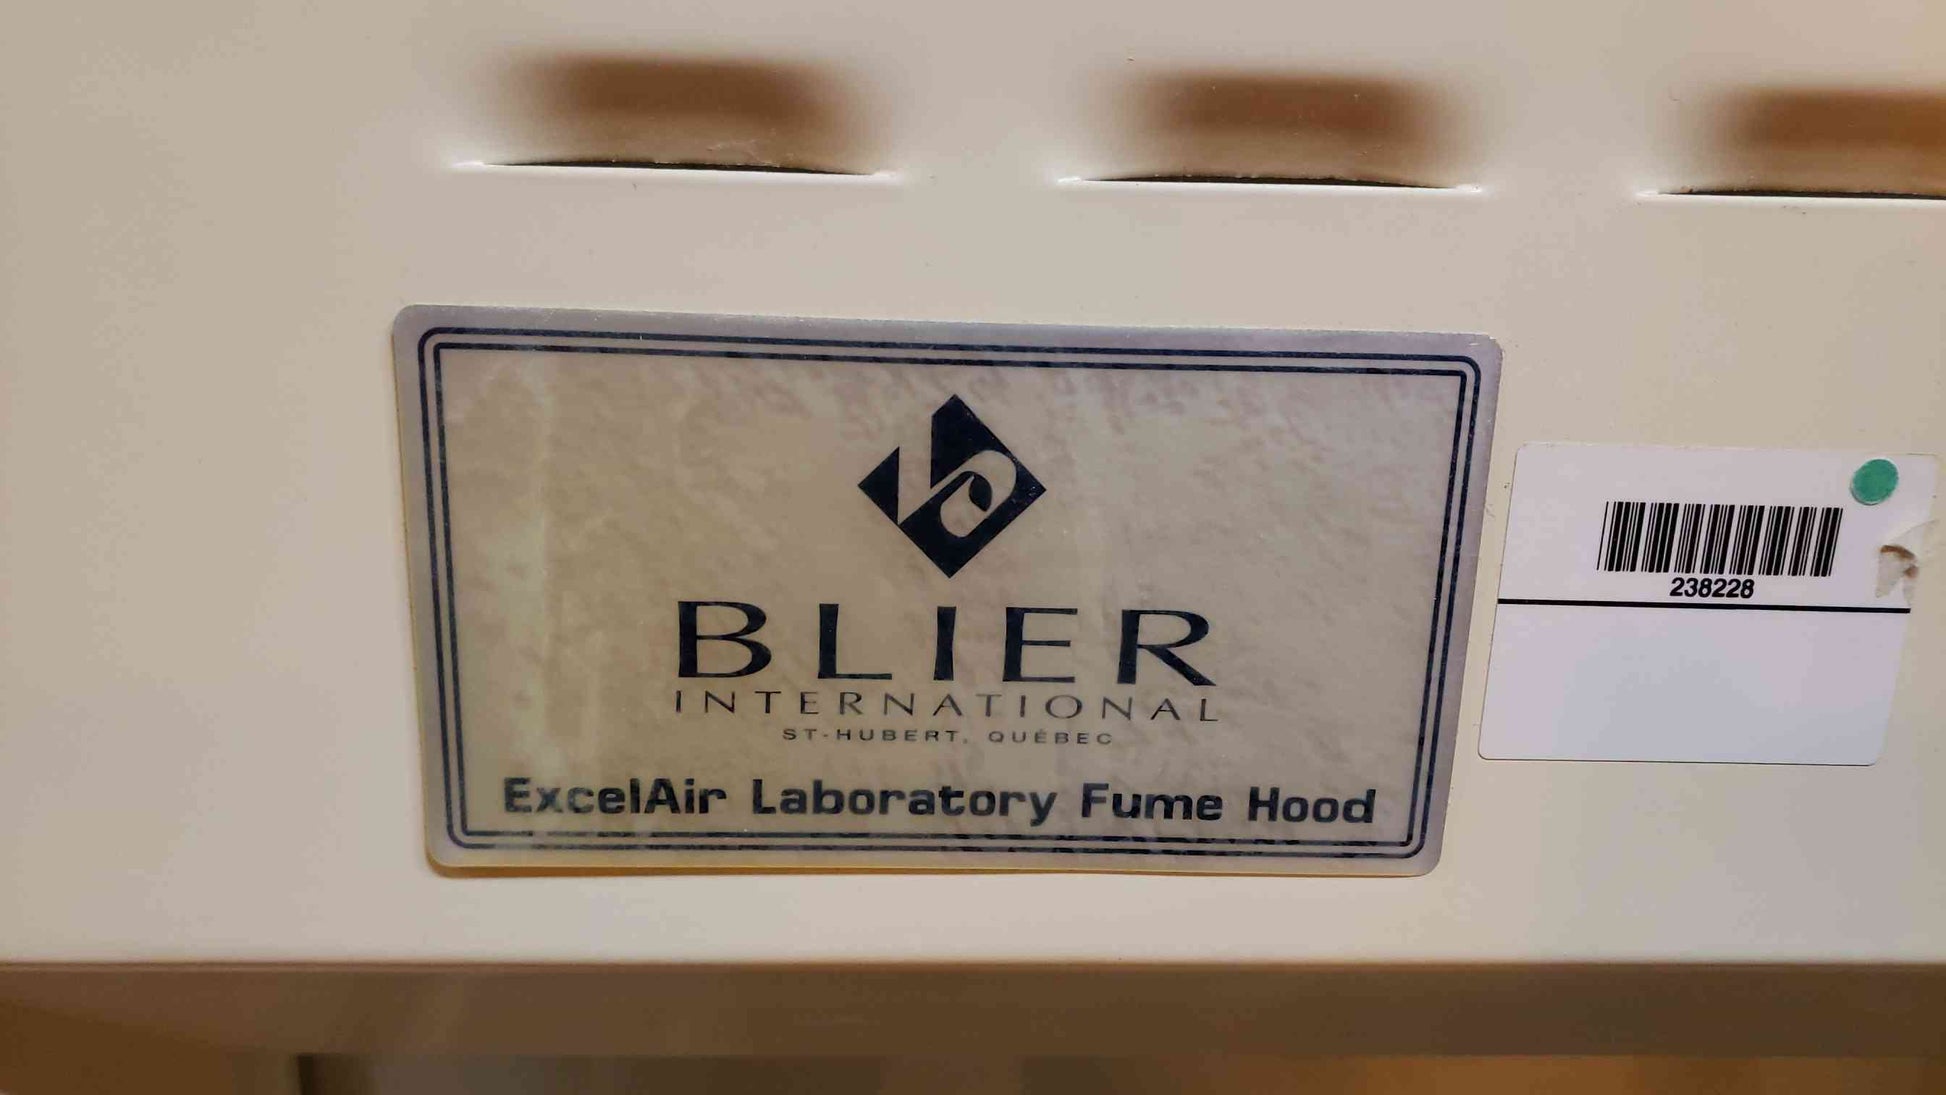 BLIER
INTERNATIONAL
ST-HUBERT, QUÉBEC
ExcelAir Laboratory Fume Hood
238228